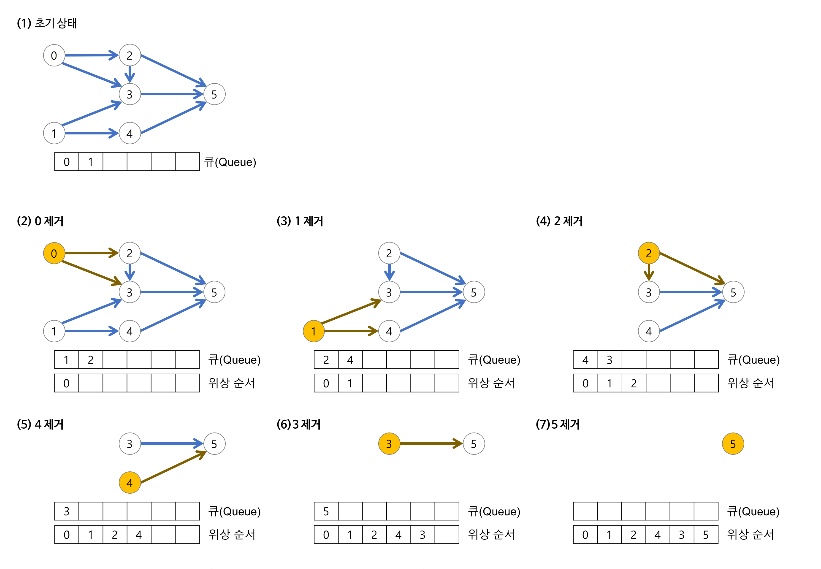 (1) 초기 상태
0 2
3 5
1 4
0 1 큐(Queue)
(2) 0 제거
0 2
3 5
1 4
1 2 큐(Queue)
0 위상 순서
(3) 1 제거
2
3 5
1 4
2 4 큐(Queue)
0 1 위상 순서
(4) 2 제거
2
3 5
4
4 3 큐(Queue)
0 1 2 위상 순서
(5) 4 제거
3 5
4
3 큐(Queue)
0 1 2 4 위상 순서
(6)3 제거
3 5
5 큐(Queue)
0 1 2 4 3 위상 순서
(7)5 제거
5
큐(Queue)
0 1 2 4 3 5 위상 순서